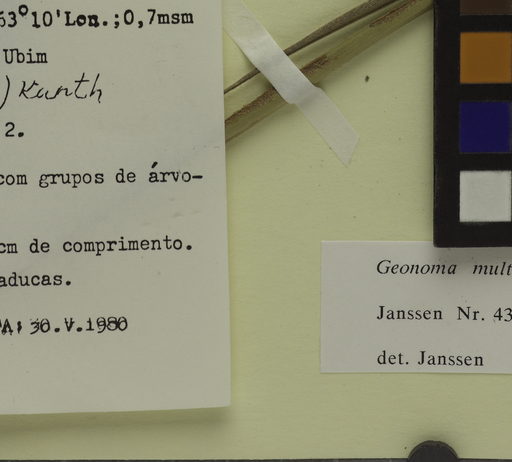 53°10'Lon.;0,7msm
Ubim
) Kunth
2.
com grupos de árvo-
cm de comprimento.
aducas.
A: 30.V.1980
Geonoma mult
Janssen Nr. 43
det. Janssen